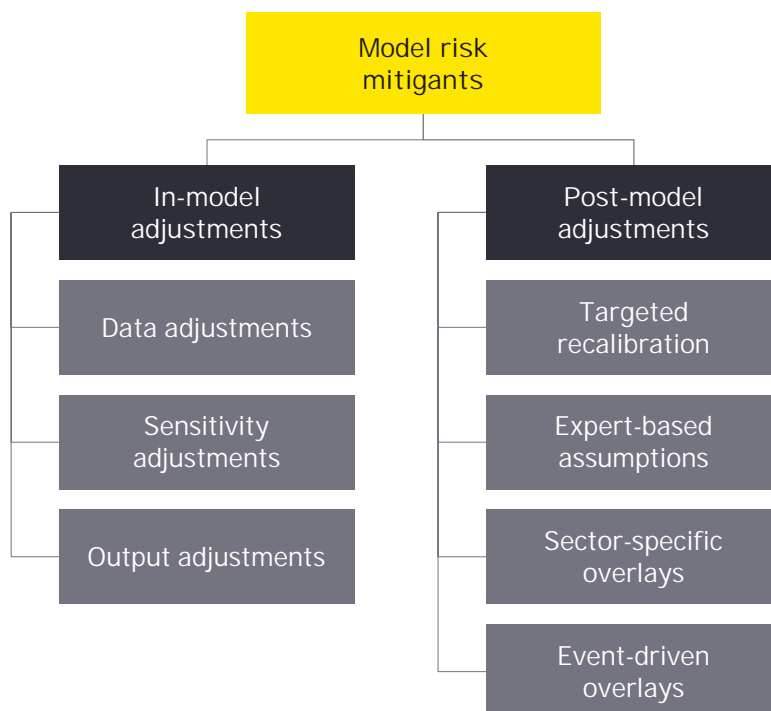 Model risk
mitigants
In-model
adjustments
Data adjustments
Sensitivity
adjustments
Output adjustments
Post-model
adjustments
Targeted
recalibration
Expert-based
assumptions
Sector-specific
overlays
Event-driven
overlays